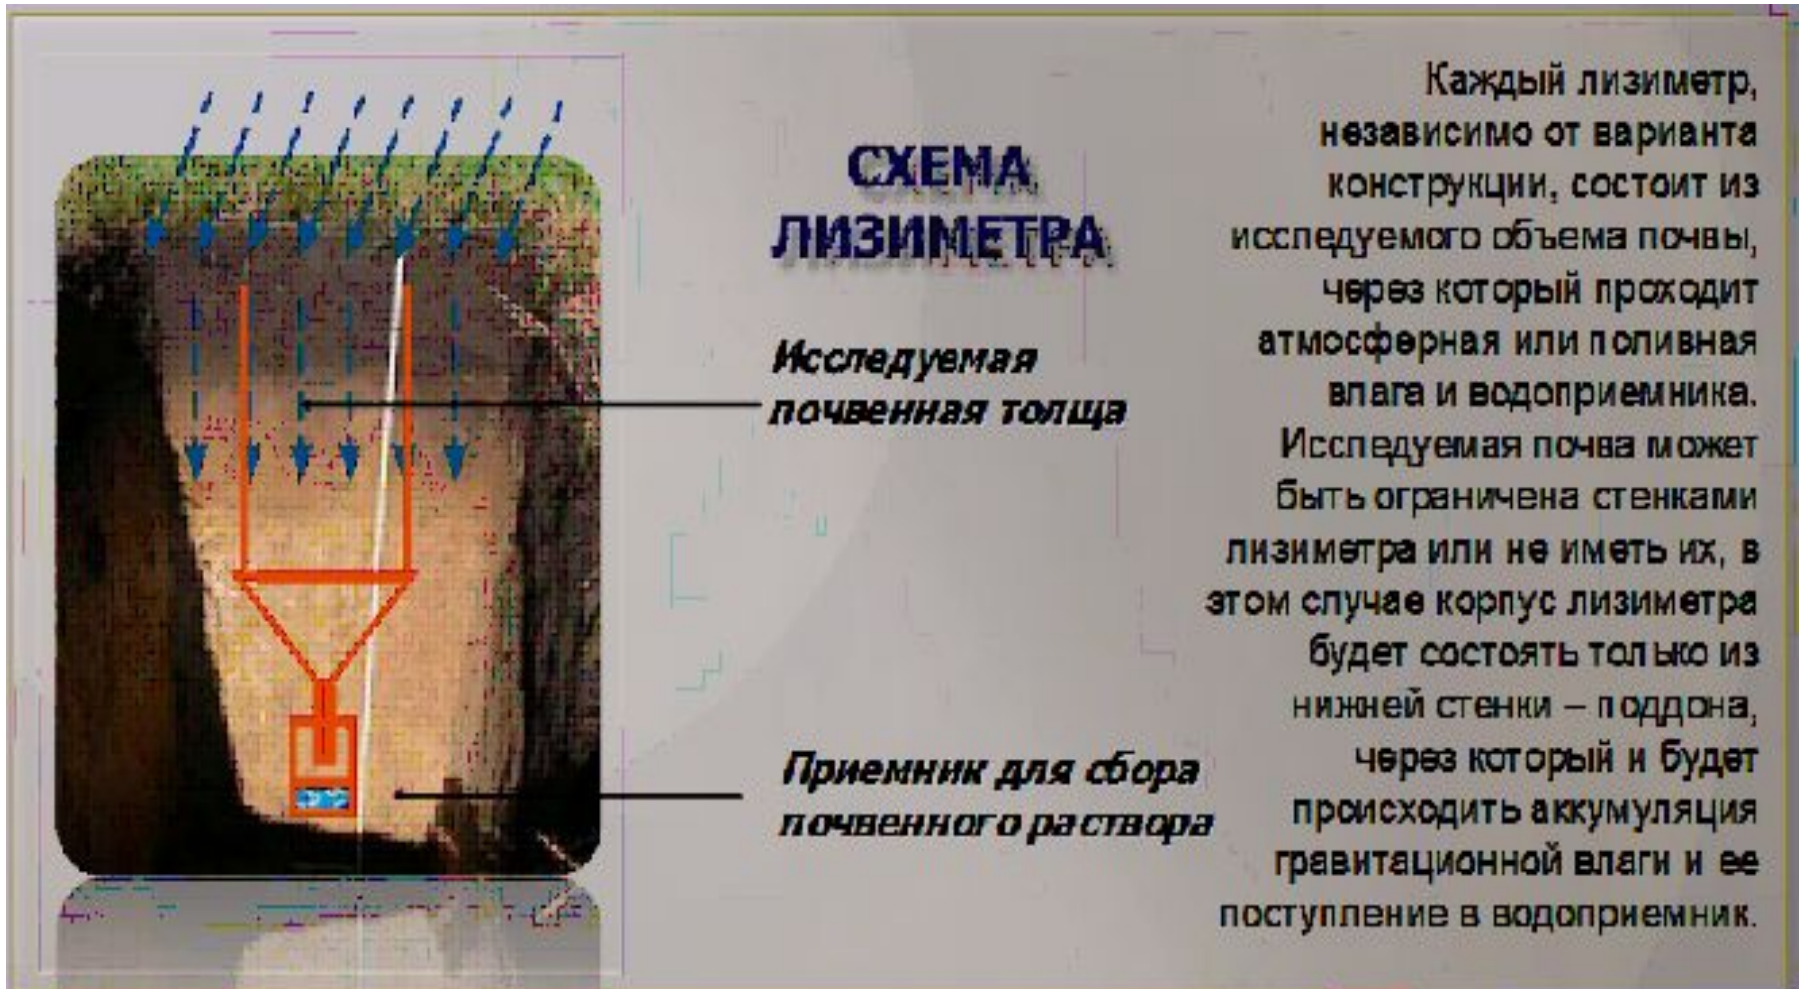 СХЕМА
ЛИЗИМЕТРА
Исследуемая
почвенная толща
Приемник для сбора
почвенного раствора
Каждый лизиметр,
независимо от варианта
конструкции, состоит из
исследуемого объема почвы,
через который проходит
атмосферная или поливная
влага и водоприемника.
Исследуемая почва может
быть ограничена стенками
лизиметра или не иметь их, в
этом случае корпус лизиметра
будет состоять только из
нижней стенки – поддона,
через который и будет
происходить аккумуляция
гравитационной влаги и ее
поступление в водоприемник.